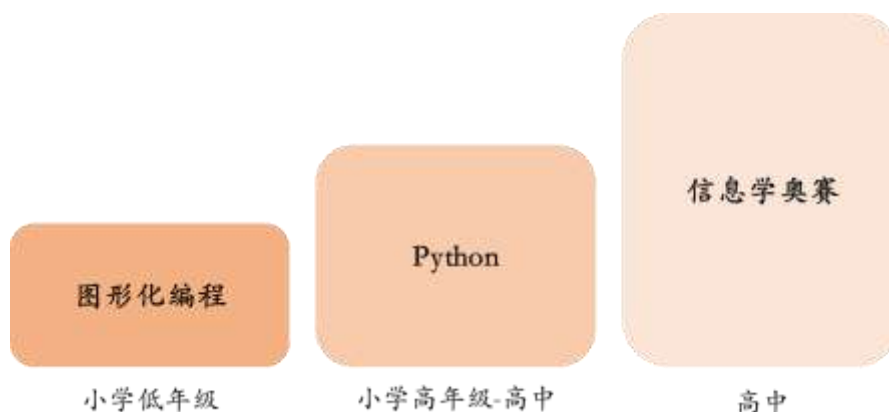 信息学奥赛
Python
图形化编程
小学低年级
小学高年级-高中
高中